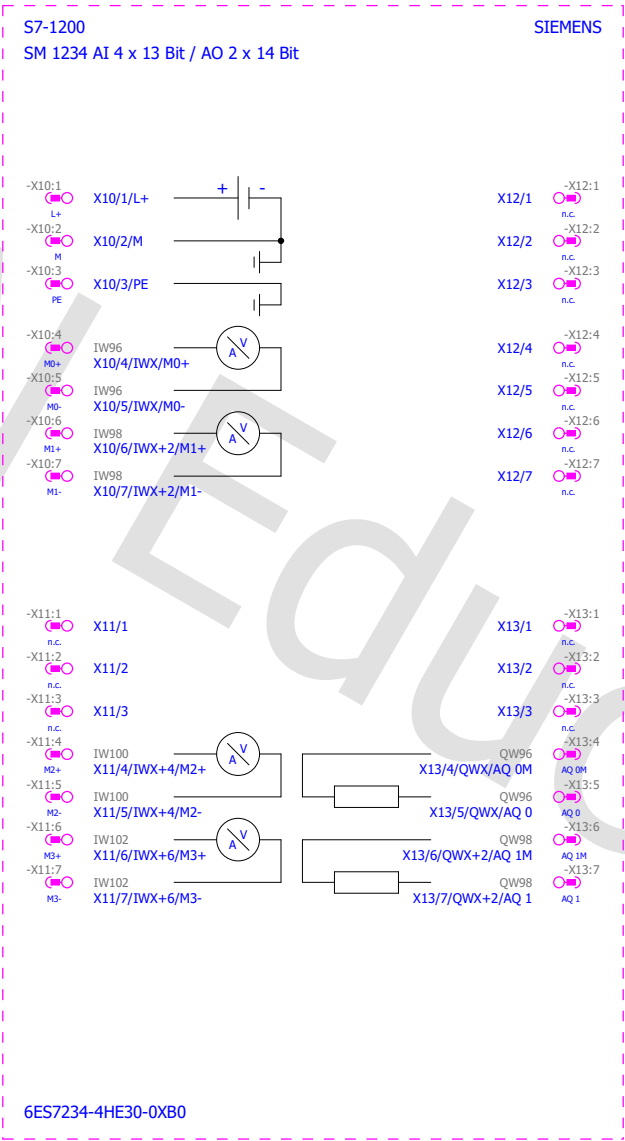 S7-1200 SIEMENS
SM 1234 AI 4 x 13 Bit / AO 2 x 14 Bit
-X10:1
X10/1/L+
L+
+ -
-X10:2
X10/2/M
M
-X10:3
X10/3/PE
PE
-X10:4
IW96
X10/4/IWX/M0+
M0+
A V
-X10:5
IW96
X10/5/IWX/M0-
M0-
-X10:6
IW98
X10/6/IWX+2/M1+
M1+
A V
-X10:7
IW98
X10/7/IWX+2/M1-
M1-
-X12:1
X12/1
n.c.
-X12:2
X12/2
n.c.
-X12:3
X12/3
n.c.
-X12:4
X12/4
n.c.
-X12:5
X12/5
n.c.
-X12:6
X12/6
n.c.
-X12:7
X12/7
n.c.
-X11:1
X11/1
n.c.
-X11:2
X11/2
n.c.
-X11:3
X11/3
n.c.
-X11:4
IW100
X11/4/IWX+4/M2+
M2+
A V
-X11:5
IW100
X11/5/IWX+4/M2-
M2-
-X11:6
IW102
X11/6/IWX+6/M3+
M3+
A V
-X11:7
IW102
X11/7/IWX+6/M3-
M3-
-X13:1
X13/1
n.c.
-X13:2
X13/2
n.c.
-X13:3
X13/3
n.c.
-X13:4
QW96
X13/4/QWX/AQ 0M
AQ 0M
-X13:5
QW96
X13/5/QWX/AQ 0
AQ 0
-X13:6
QW98
X13/6/QWX+2/AQ 1M
AQ 1M
-X13:7
QW98
X13/7/QWX+2/AQ 1
AQ 1
6ES7234-4HE30-0XB0